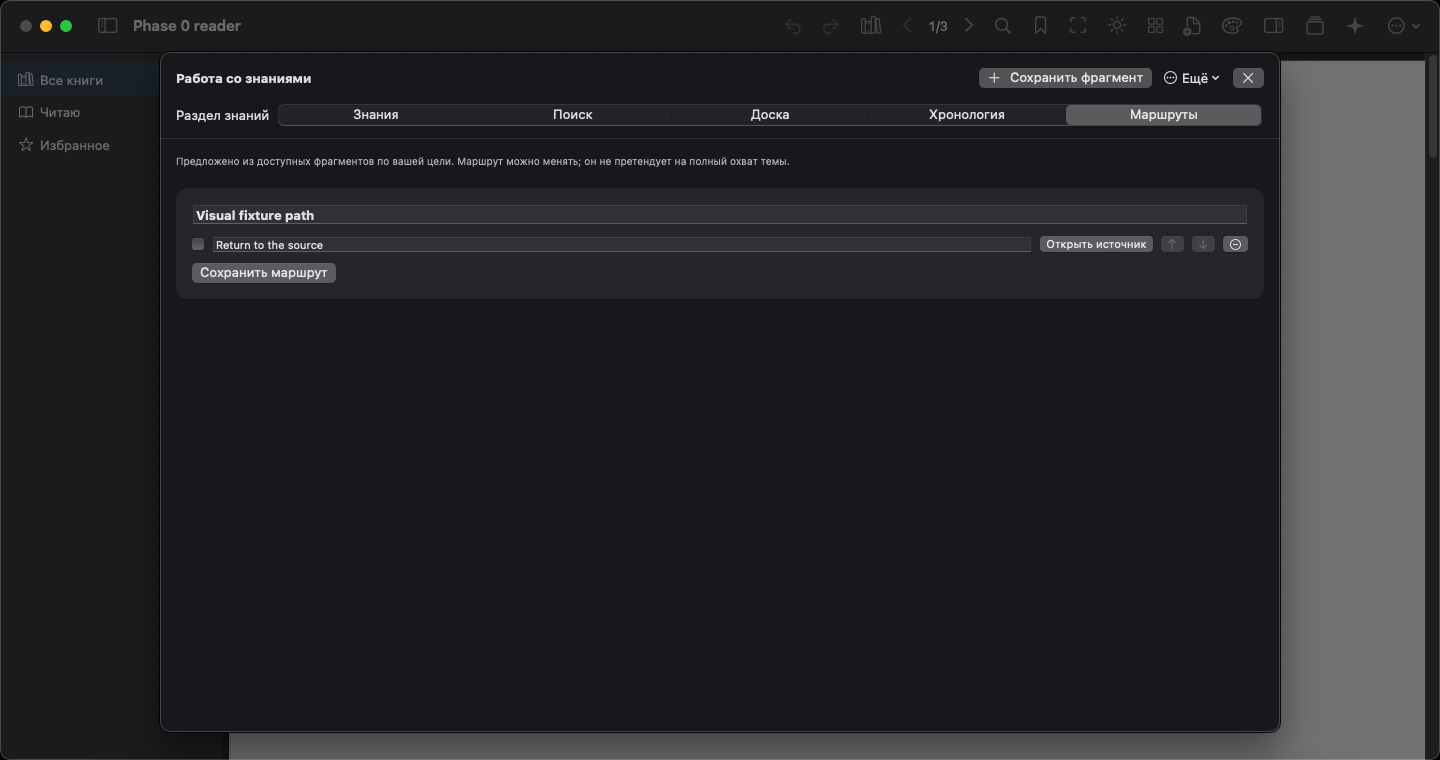 Phase 0 reader
1/3
Все книги
Читаю
Избранное
Работа со знаниями
Сохранить фрагмент
Ещё
Раздел знаний
Знания
Поиск
Доска
Хронология
Маршруты
Предложено из доступных фрагментов по вашей цели. Маршрут можно менять; он не претендует на полный охват темы.
Visual fixture path
Return to the source
Открыть источник
Сохранить маршрут